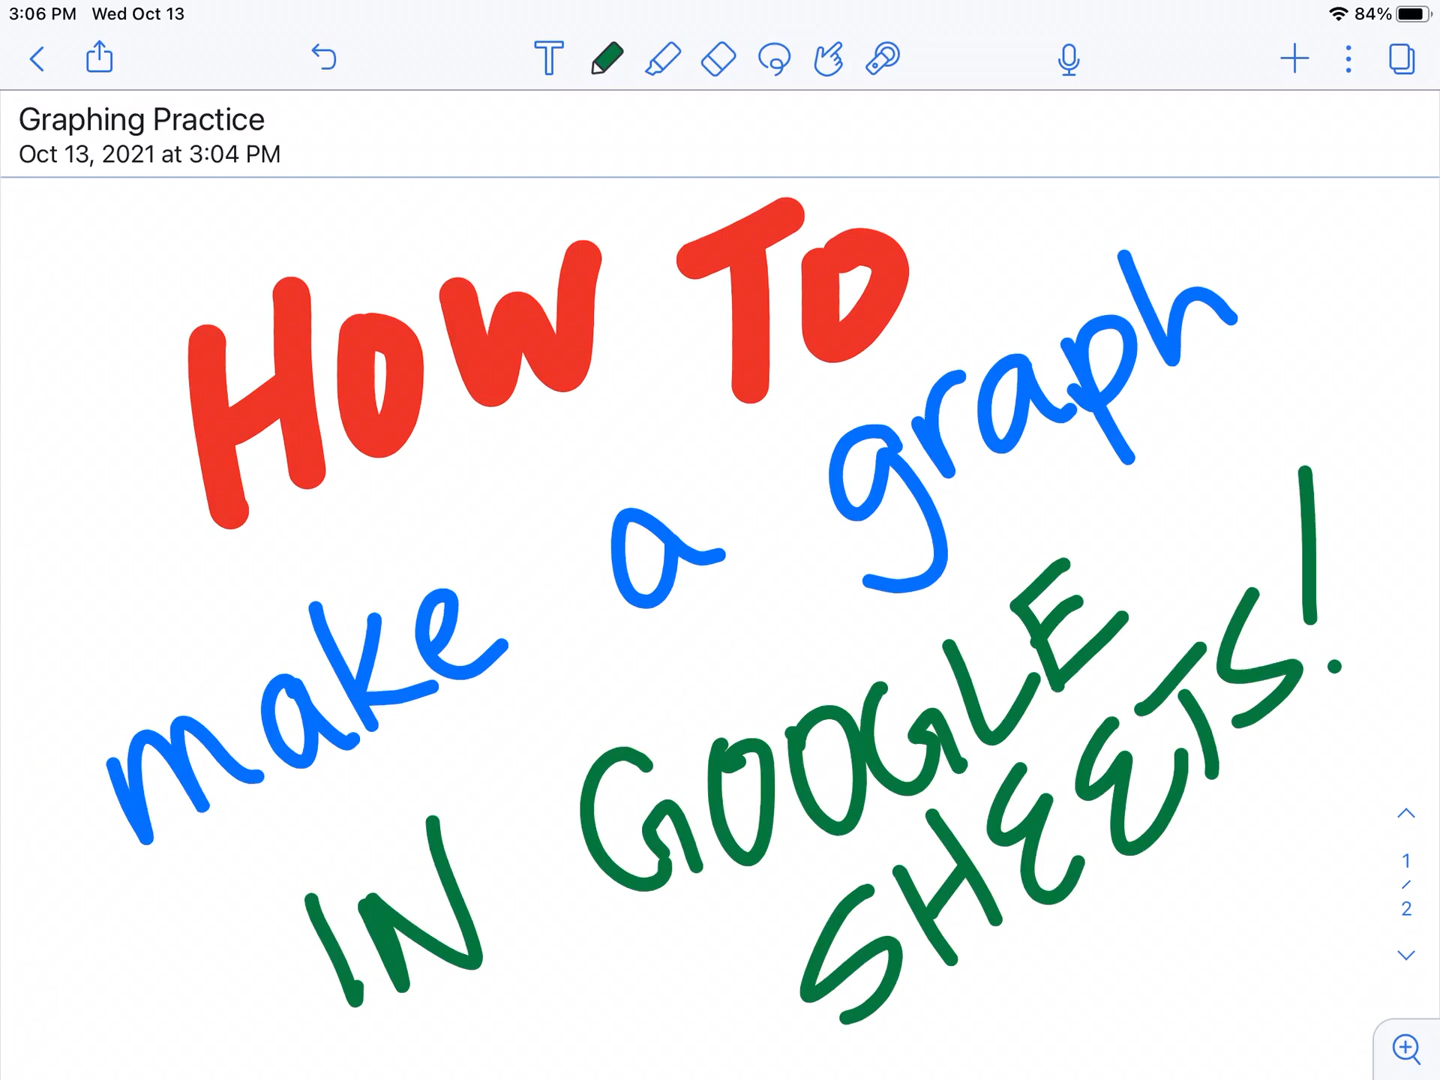 3:06 PM Wed Oct 13
84%
T
Graphing Practice
Oct 13, 2021 at 3:04 PM
HOW TO
make a graph
IN GOOGLE
SHEETS!
1
/
2